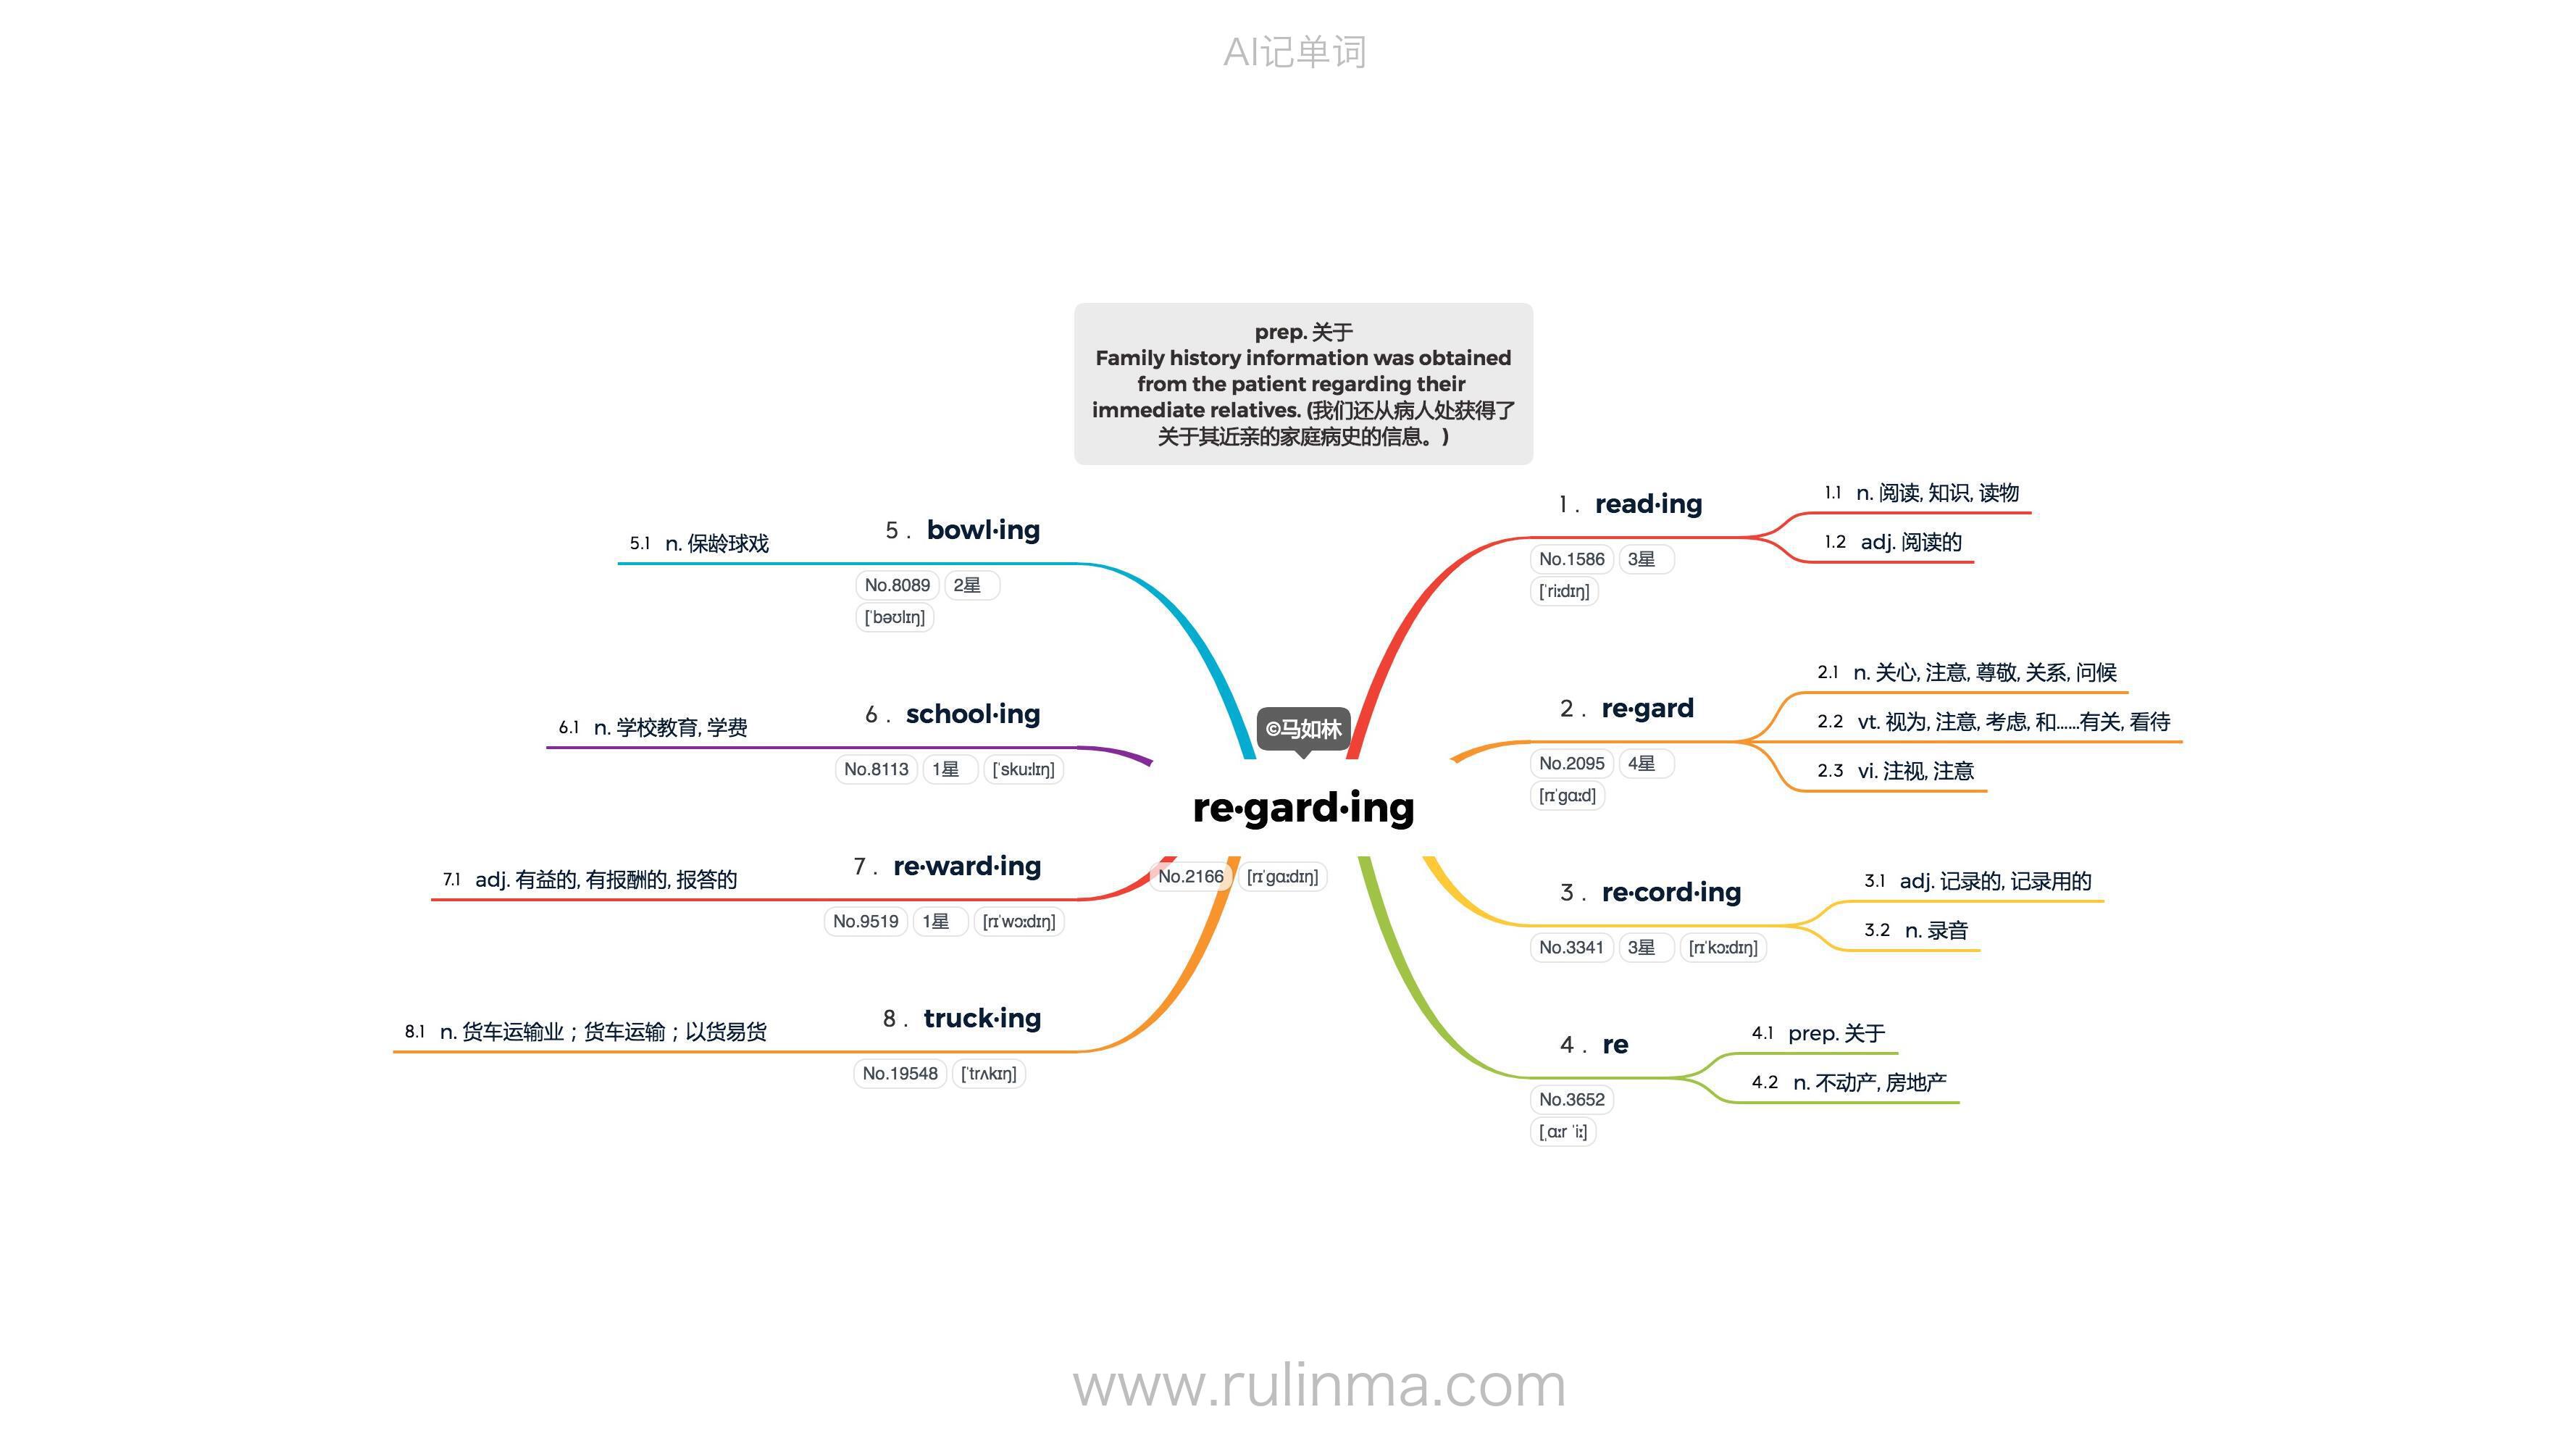 AI记单词
prep. 关于
Family history information was obtained
from the patient regarding their
immediate relatives. (我们还从病人处获得了
关于其近亲的家庭病史的信息。)
©马如林
re·gard·ing
No.2166 [rɪˈɡɑːdɪŋ]
1. read·ing
No.1586 3星
[ˈriːdɪŋ]
1.1 n. 阅读, 知识, 读物
1.2 adj. 阅读的
2. re·gard
No.2095 4星
[rɪˈɡɑːd]
2.1 n. 关心, 注意, 尊敬, 关系, 问候
2.2 vt. 视为, 注意, 考虑, 和……有关, 看待
2.3 vi. 注视, 注意
3. re·cord·ing
No.3341 3星 [rɪˈkɔːdɪŋ]
3.1 adj. 记录的, 记录用的
3.2 n. 录音
4. re
No.3652
[ˌɑːr ˈiː]
4.1 prep. 关于
4.2 n. 不动产, 房地产
5. bowl·ing
No.8089 2星
[ˈbəʊlɪŋ]
5.1 n. 保龄球戏
6. school·ing
No.8113 1星 [ˈskuːlɪŋ]
6.1 n. 学校教育, 学费
7. re·ward·ing
No.9519 1星 [rɪˈwɔːdɪŋ]
7.1 adj. 有益的, 有报酬的, 报答的
8. truck·ing
No.19548 [ˈtrʌkɪŋ]
8.1 n. 货车运输业；货车运输；以货易货
www.rulinma.com